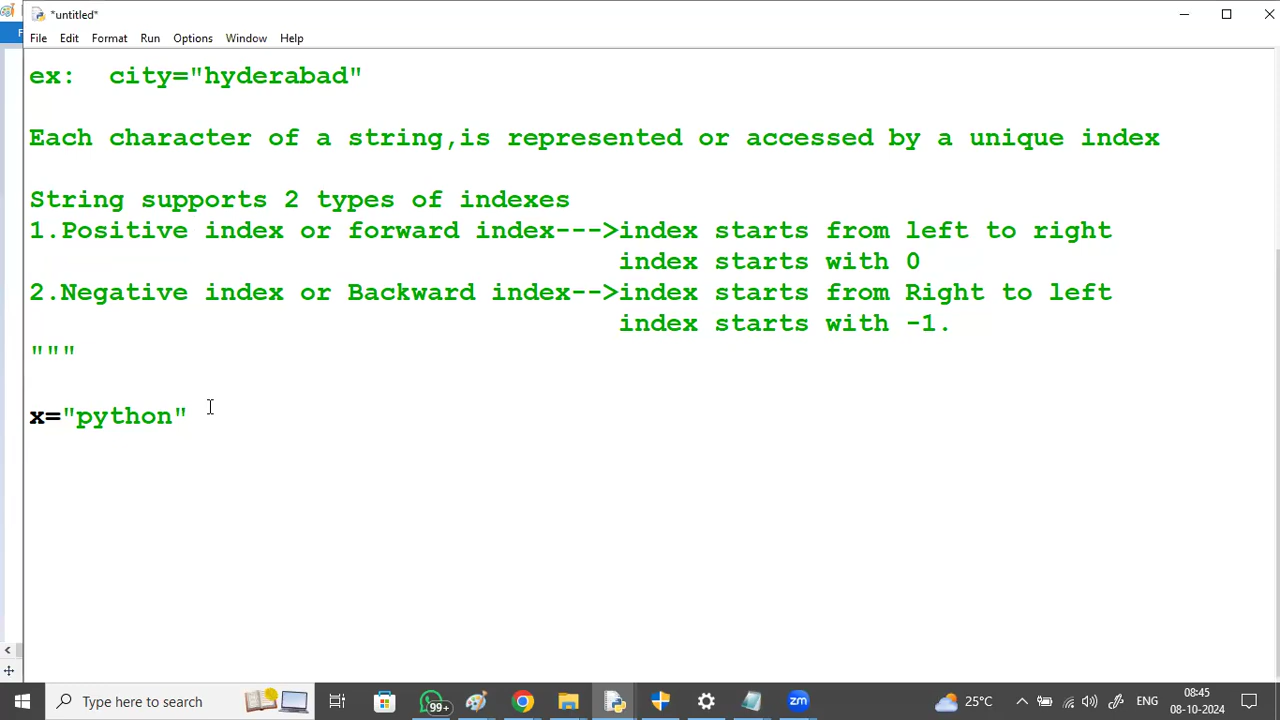 *untitled*
File Edit Format Run Options Window Help
ex: city="hyderabad"
Each character of a string,is represented or accessed by a unique index
String supports 2 types of indexes
1.Positive index or forward index--->index starts from left to right
index starts with 0
2.Negative index or Backward index-->index starts from Right to left
index starts with -1.
"""
x="python"
Type here to search
99+
zm
25°C
ENG
08:45
08-10-2024